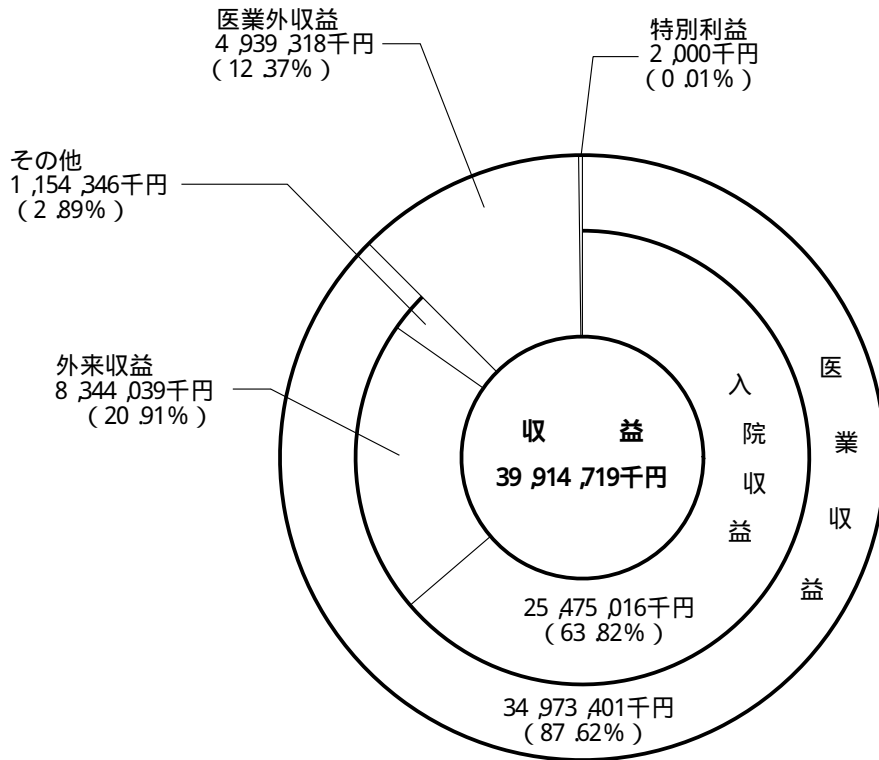 医業外収益
4,939,318千円
(12.37%)
特別利益
2,000千円
(0.01%)
その他
1,154,346千円
(2.89%)
外来収益
8,344,039千円
(20.91%)
収益
39,914,719千円
入院収益
25,475,016千円
(63.82%)
医業収益
34,973,401千円
(87.62%)